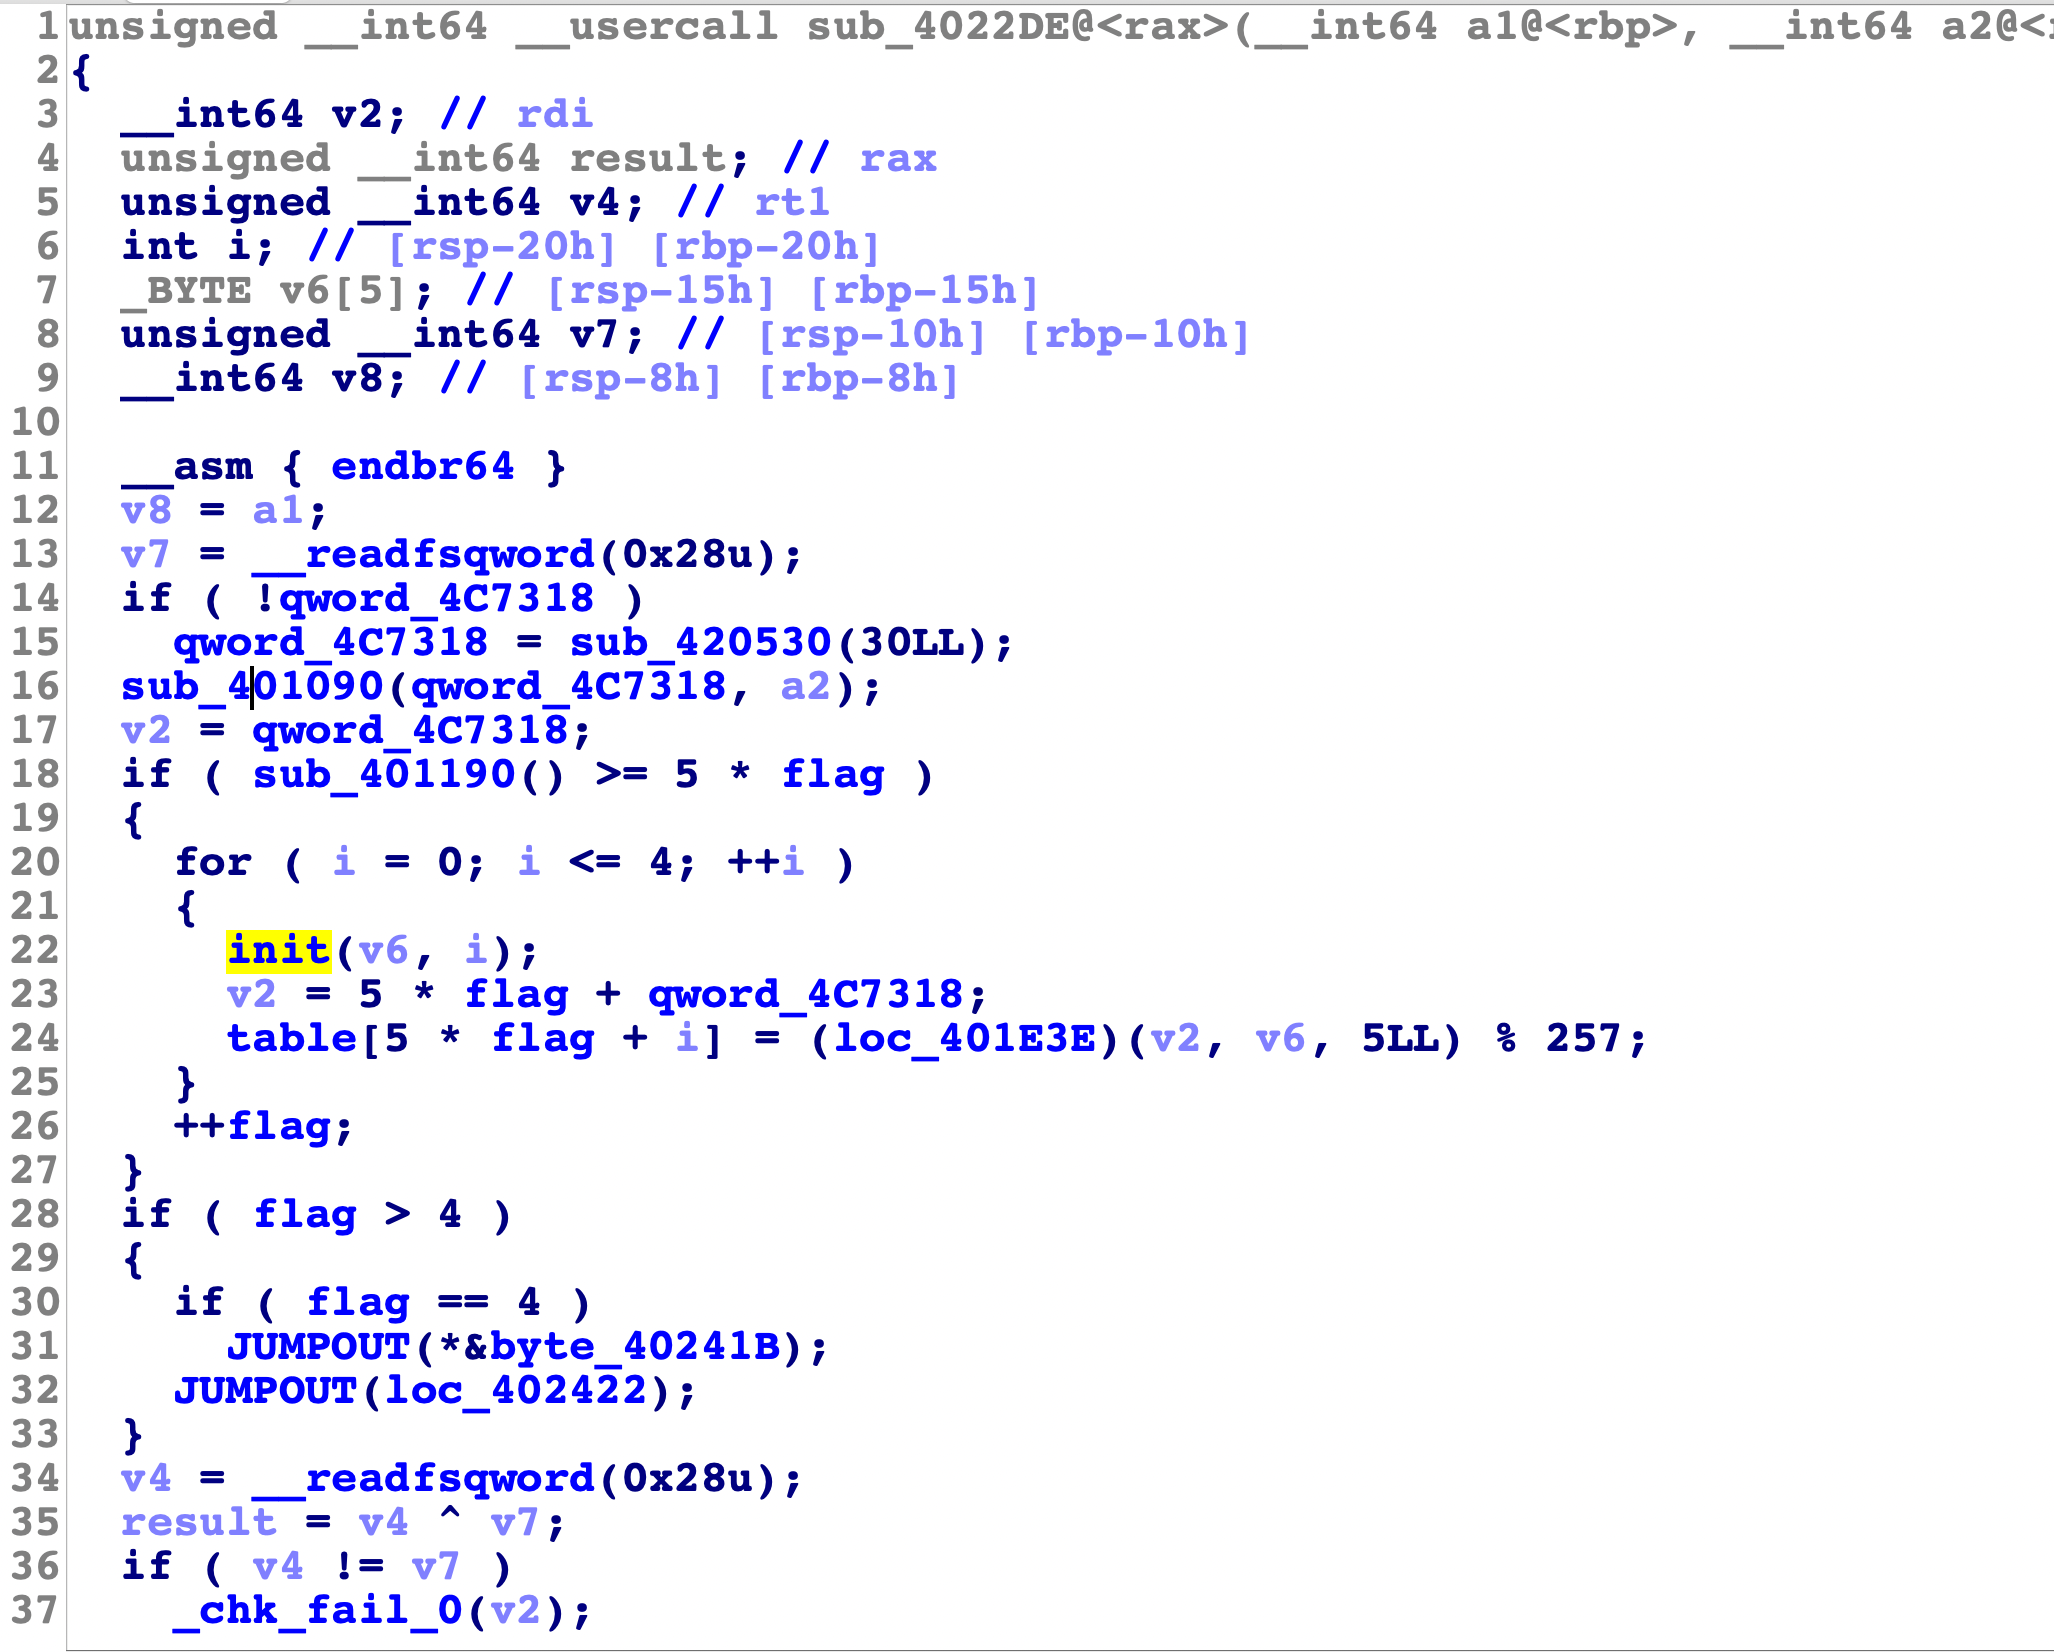 1 unsigned __int64 __usercall sub_4022DE@<rax>(__int64 a1@<rbp>, __int64 a2@<r
2 {
3 __int64 v2; // rdi
4 unsigned __int64 result; // rax
5 unsigned __int64 v4; // rt1
6 int i; // [rsp-20h] [rbp-20h]
7 _BYTE v6[5]; // [rsp-15h] [rbp-15h]
8 unsigned __int64 v7; // [rsp-10h] [rbp-10h]
9 __int64 v8; // [rsp-8h] [rbp-8h]
10
11 __asm { endbr64 }
12 v8 = a1;
13 v7 = __readfsqword(0x28u);
14 if ( !qword_4C7318 )
15 qword_4C7318 = sub_420530(30LL);
16 sub_401090(qword_4C7318, a2);
17 v2 = qword_4C7318;
18 if ( sub_401190() >= 5 * flag )
19 {
20 for ( i = 0; i <= 4; ++i )
21 {
22 init(v6, i);
23 v2 = 5 * flag + qword_4C7318;
24 table[5 * flag + i] = (loc_401E3E)(v2, v6, 5LL) % 257;
25 }
26 ++flag;
27 }
28 if ( flag > 4 )
29 {
30 if ( flag == 4 )
31 JUMPOUT(*&byte_40241B);
32 JUMPOUT(loc_402422);
33 }
34 v4 = __readfsqword(0x28u);
35 result = v4 ^ v7;
36 if ( v4 != v7 )
37 _chk_fail_0(v2);